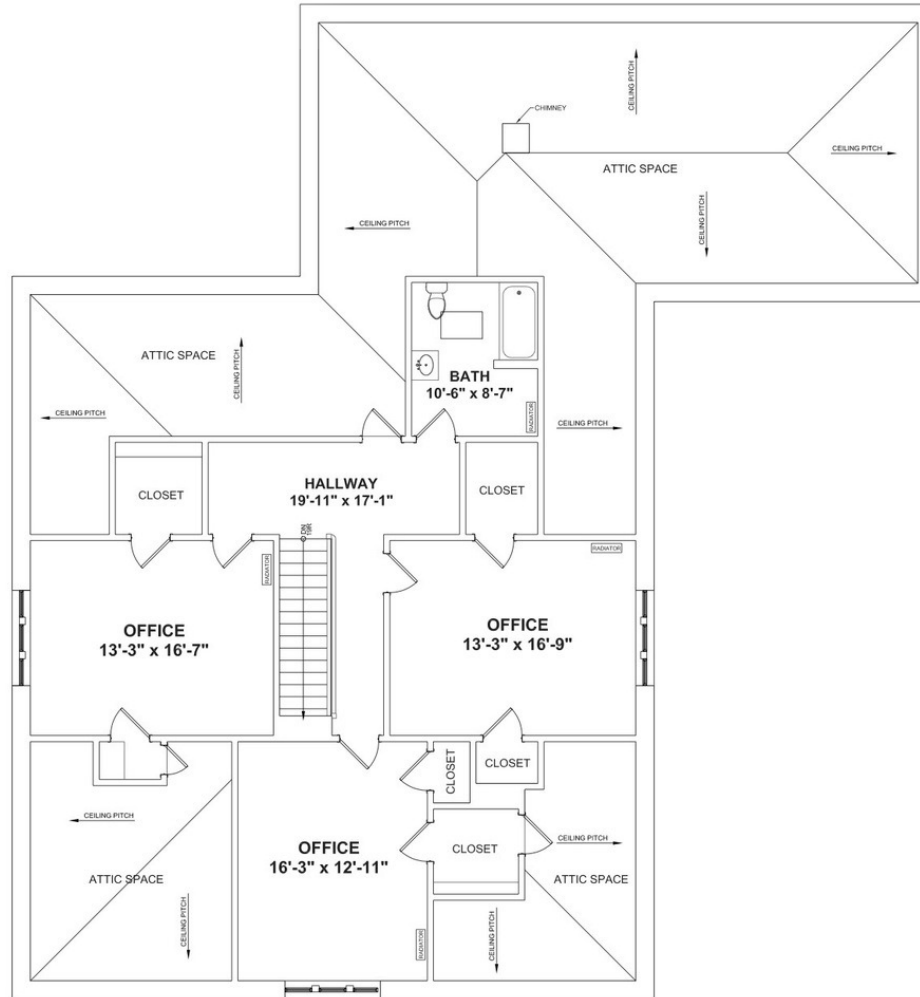 CEILING PITCH
CHIMNEY
CEILING PITCH
ATTIC SPACE
CEILING PITCH
CEILING PITCH
ATTIC SPACE
CEILING PITCH
BATH
10'-6" x 8'-7"
RADIATOR
CEILING PITCH
CEILING PITCH
HALLWAY
19'-11" x 17'-1"
CLOSET
CLOSET
DN
18R
RADIATOR
RADIATOR
OFFICE
13'-3" x 16'-7"
OFFICE
13'-3" x 16'-9"
CLOSET
CLOSET
CEILING PITCH
OFFICE
16'-3" x 12'-11"
CLOSET
CEILING PITCH
ATTIC SPACE
ATTIC SPACE
CEILING PITCH
RADIATOR
CEILING PITCH